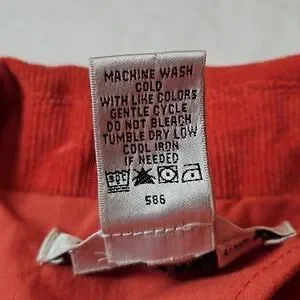 MACHINE WASH
COLD
WITH LIKE COLORS
GENTLE CYCLE
DO NOT BLEACH
TUMBLE DRY LOW
COOL IRON
IF NEEDED
586